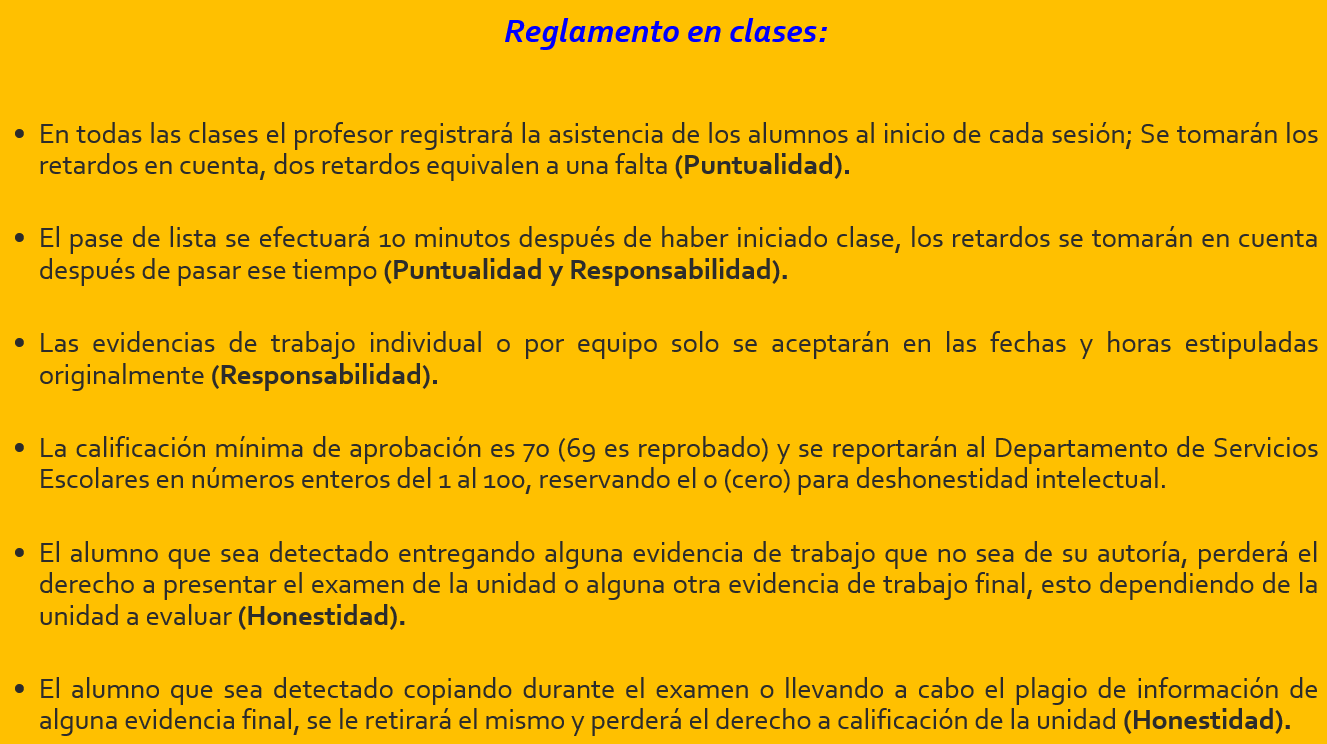 Reglamento en clases:
• En todas las clases el profesor registrará la asistencia de los alumnos al inicio de cada sesión; Se tomarán los
retardos en cuenta, dos retardos equivalen a una falta (Puntualidad).
• El pase de lista se efectuará 10 minutos después de haber iniciado clase, los retardos se tomarán en cuenta
después de pasar ese tiempo (Puntualidad y Responsabilidad).
• Las evidencias de trabajo individual o por equipo solo se aceptarán en las fechas y horas estipuladas
originalmente (Responsabilidad).
• La calificación mínima de aprobación es 70 (69 es reprobado) y se reportarán al Departamento de Servicios
Escolares en números enteros del 1 al 100, reservando el 0 (cero) para deshonestidad intelectual.
• El alumno que sea detectado entregando alguna evidencia de trabajo que no sea de su autoría, perderá el
derecho a presentar el examen de la unidad o alguna otra evidencia de trabajo final, esto dependiendo de la
unidad a evaluar (Honestidad).
• El alumno que sea detectado copiando durante el examen o llevando a cabo el plagio de información de
alguna evidencia final, se le retirará el mismo y perderá el derecho a calificación de la unidad (Honestidad).